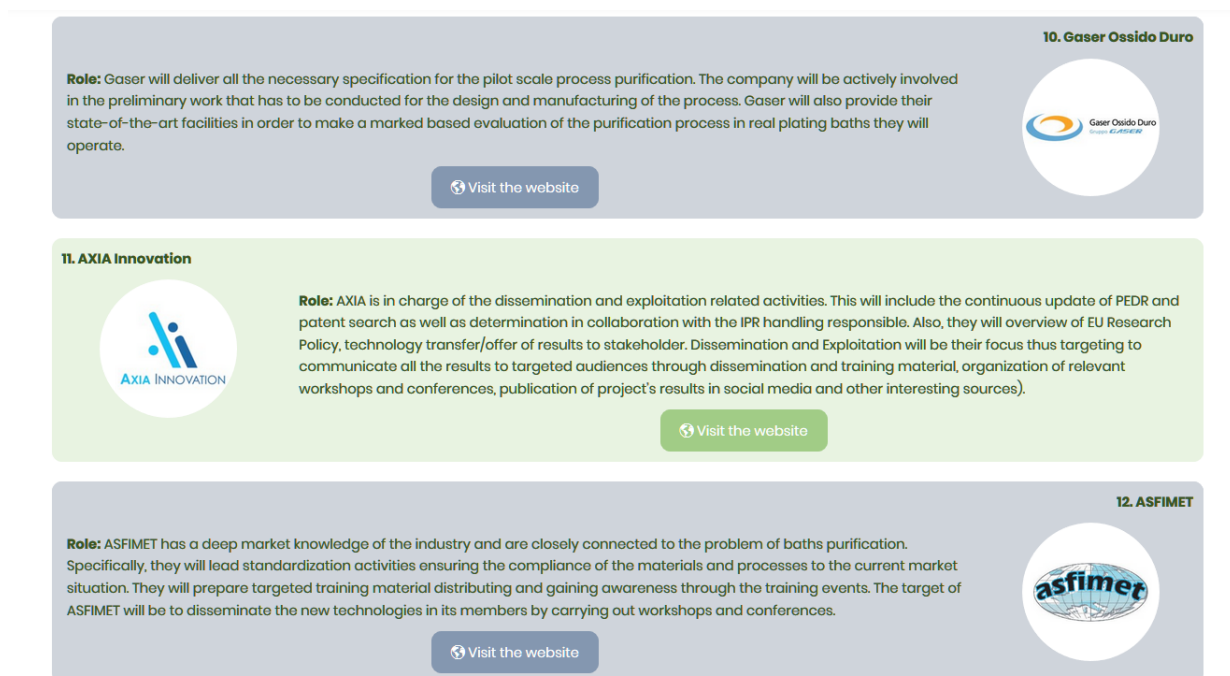 10. Gaser Ossido Duro
Role: Gaser will deliver all the necessary specification for the pilot scale process purification. The company will be actively involved
in the preliminary work that has to be conducted for the design and manufacturing of the process. Gaser will also provide their
state-of-the-art facilities in order to make a marked based evaluation of the purification process in real plating baths they will
operate.
Gaser Ossido Duro
Gruppo GASER
Visit the website
11. AXIA Innovation
AXIA INNOVATION
Role: AXIA is in charge of the dissemination and exploitation related activities. This will include the continuous update of PEDR and
patent search as well as determination in collaboration with the IPR handling responsible. Also, they will overview of EU Research
Policy, technology transfer/offer of results to stakeholder. Dissemination and Exploitation will be their focus thus targeting to
communicate all the results to targeted audiences through dissemination and training material, organization of relevant
workshops and conferences, publication of project's results in social media and other interesting sources).
Visit the website
12. ASFIMET
Role: ASFIMET has a deep market knowledge of the industry and are closely connected to the problem of baths purification.
Specifically, they will lead standardization activities ensuring the compliance of the materials and processes to the current market
situation. They will prepare targeted training material distributing and gaining awareness through the training events. The target of
ASFIMET will be to disseminate the new technologies in its members by carrying out workshops and conferences.
asfimet
Visit the website